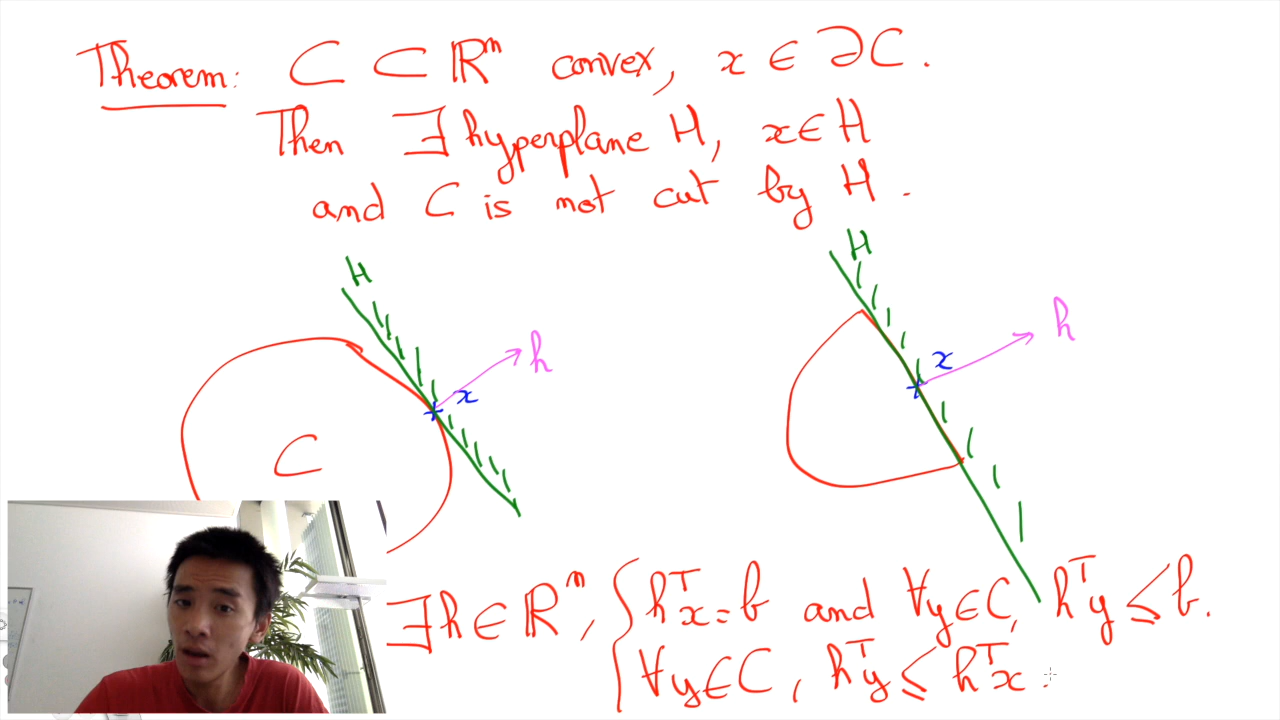 Theorem: C ⊂ ℝⁿ convex, x ∈ ∂C.
Then ∃ hyperplane H, x ∈ H
and C is not cut by H.
H
h
x
C
H
h
x
∃h ∈ ℝⁿ, { hᵀx = b and ∀y ∈ C, hᵀy ≤ b.
{ ∀y ∈ C, hᵀy ≤ hᵀx.